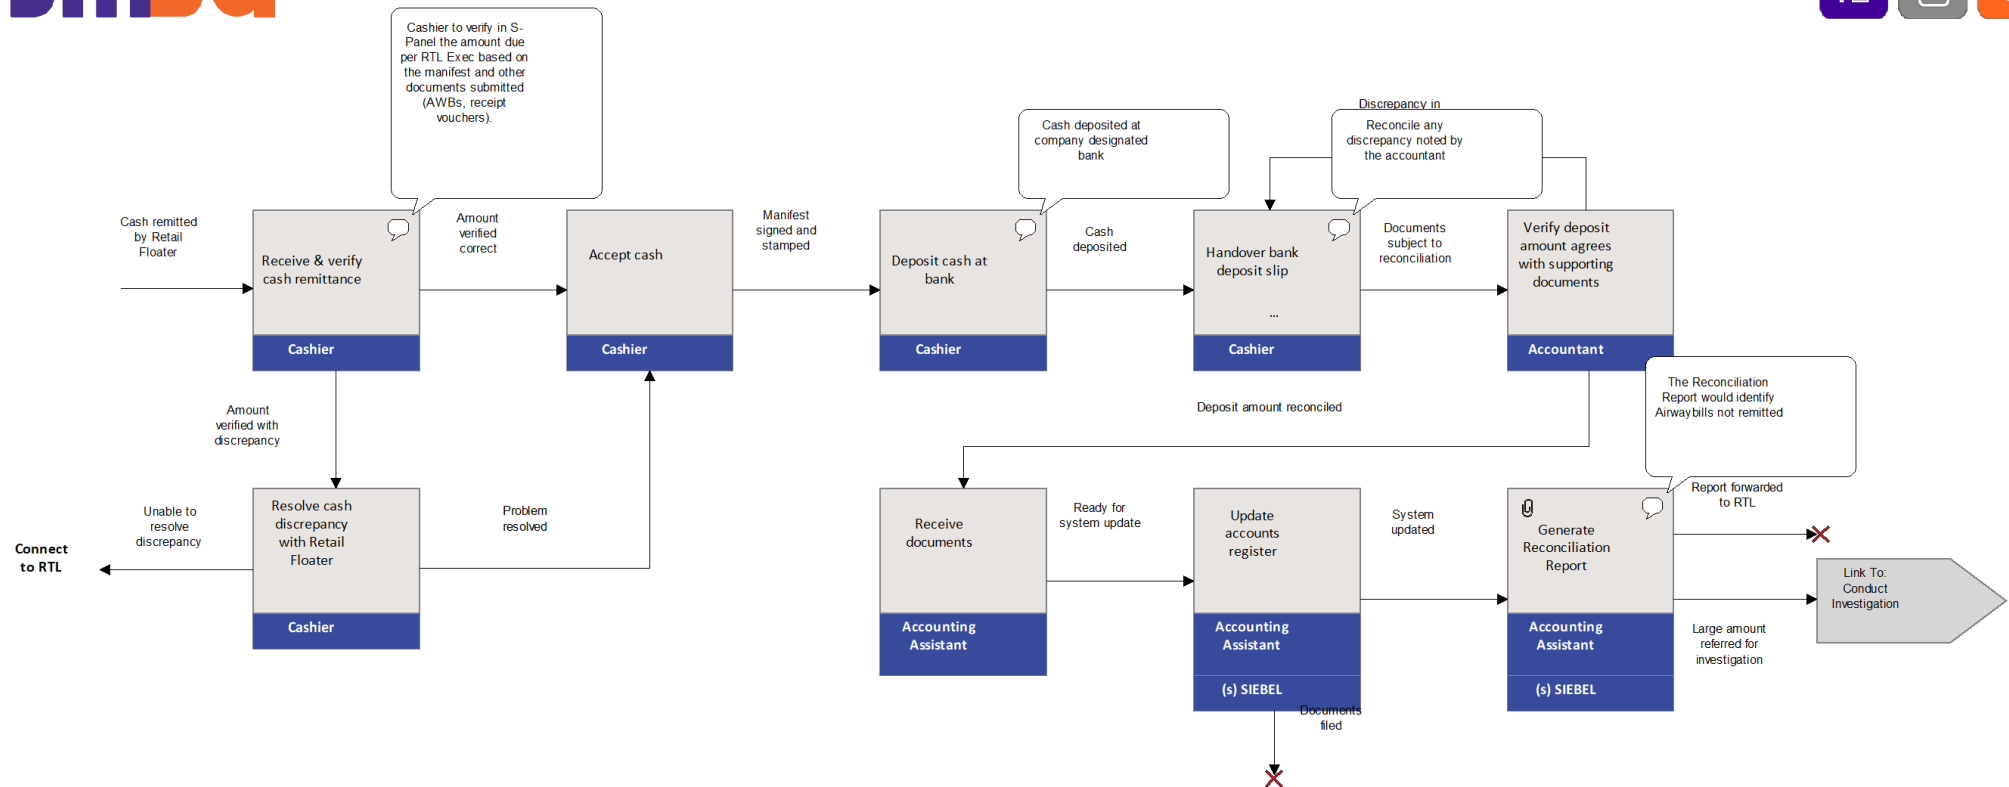 Cashier to verify in S-
Panel the amount due
per RTL Exec based on
the manifest and other
documents submitted
(AWBs, receipt
vouchers).
Cash deposited at
company designated
bank
Discrepancy in
Reconcile any
discrepancy noted by
the accountant
Cash remitted
by Retail
Floater
Receive & verify
cash remittance
Cashier
Amount
verified
correct
Accept cash
Cashier
Manifest
signed and
stamped
Deposit cash at
bank
Cashier
Cash
deposited
Handover bank
deposit slip
...
Cashier
Documents
subject to
reconciliation
Verify deposit
amount agrees
with supporting
documents
Accountant
The Reconciliation
Report would identify
Airwaybills not remitted
Amount
verified with
discrepancy
Deposit amount reconciled
Connect
to RTL
Unable to
resolve
discrepancy
Resolve cash
discrepancy
with Retail
Floater
Cashier
Problem
resolved
Receive
documents
Accounting
Assistant
Ready for
system update
Update
accounts
register
Accounting
Assistant
(s) SIEBEL
System
updated
Generate
Reconciliation
Report
Accounting
Assistant
(s) SIEBEL
Report forwarded
to RTL
Link To:
Conduct
Investigation
Large amount
referred for
investigation
Documents
filed